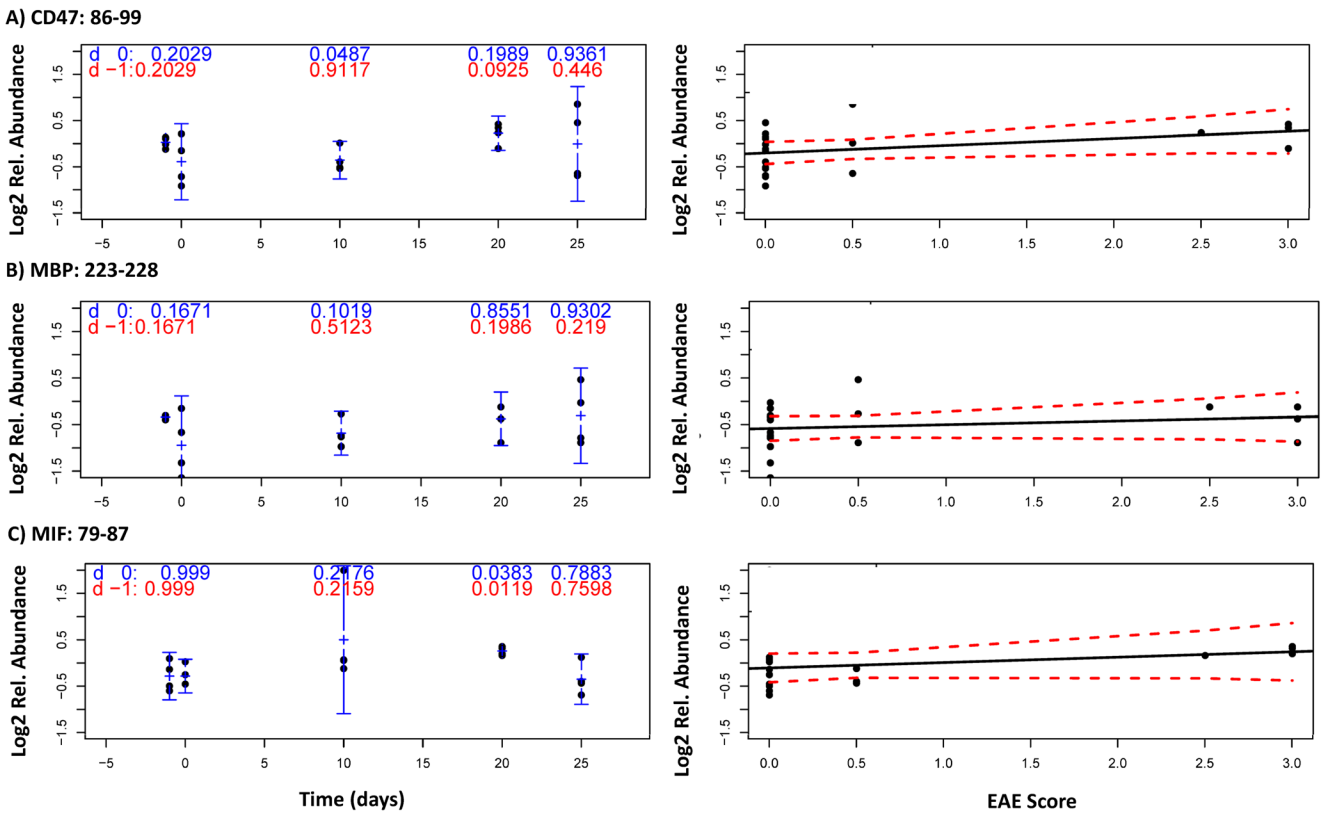 A) CD47: 86-99
d 0: 0.2029 0.0487 0.1989 0.9361
d −1: 0.2029 0.9117 0.0925 0.446
Log2 Rel. Abundance
1.5
0.5
−0.5
−1.5
−5 0 5 10 15 20 25
Log2 Rel. Abundance
1.5
0.5
−0.5
−1.5
0.0 0.5 1.0 1.5 2.0 2.5 3.0
B) MBP: 223-228
d 0: 0.1671 0.1019 0.8551 0.9302
d −1: 0.1671 0.5123 0.1986 0.219
Log2 Rel. Abundance
1.5
0.5
−0.5
−1.5
−5 0 5 10 15 20 25
Log2 Rel. Abundance
1.5
0.5
−0.5
−1.5
0.0 0.5 1.0 1.5 2.0 2.5 3.0
C) MIF: 79-87
d 0: 0.999 0.0383 0.7883
d −1: 0.999 0.2159 0.0119 0.7598
Log2 Rel. Abundance
1.5
0.5
−0.5
−1.5
−5 0 5 10 15 20 25
Time (days)
Log2 Rel. Abundance
1.5
0.5
−0.5
−1.5
0.0 0.5 1.0 1.5 2.0 2.5 3.0
EAE Score